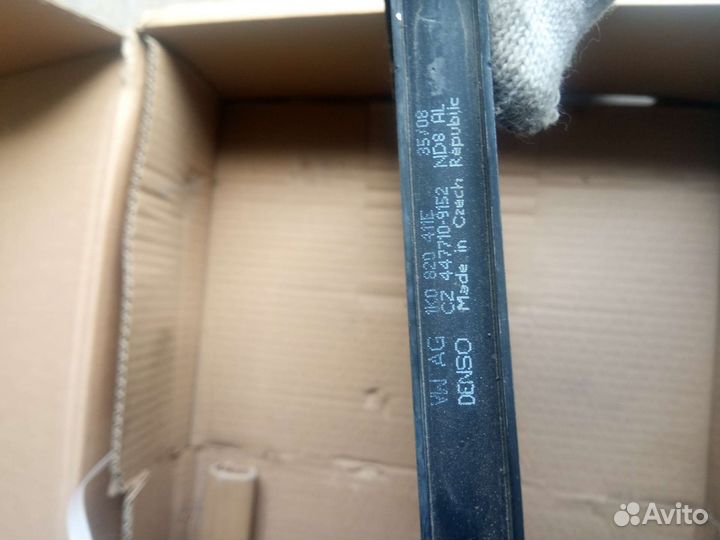 VW AG 1K0 820 411E 35/08
CZ 447710-9152 ND8 AL
DENSO Made in Czech Republic
Avito